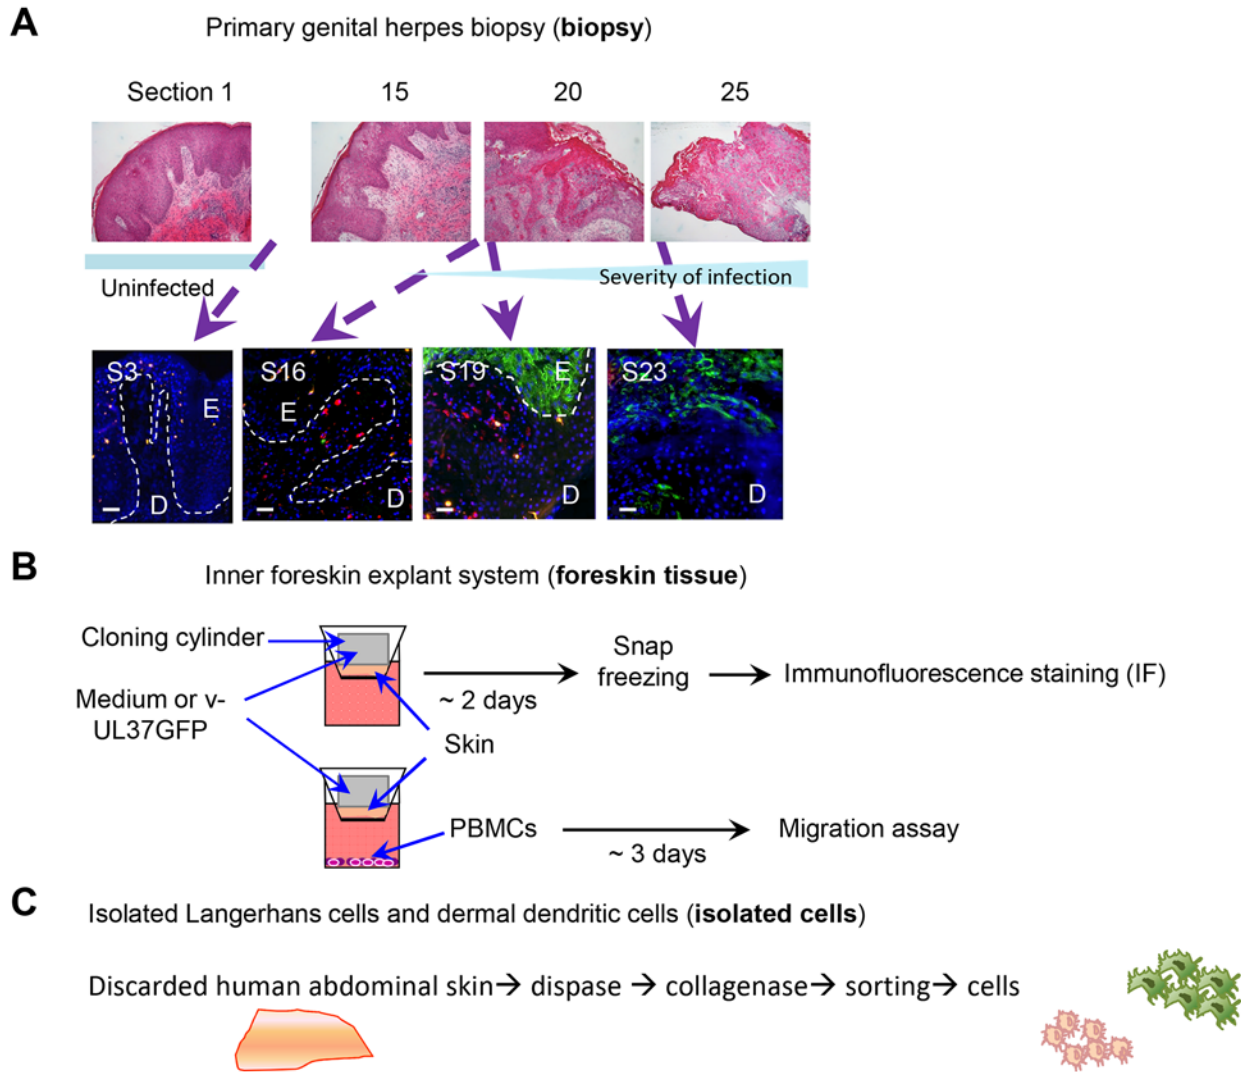 A
Primary genital herpes biopsy (biopsy)
Section 1 15 20 25
Uninfected
Severity of infection
S3 E D
S16 E D
S19 E D
S23 D
B
Inner foreskin explant system (foreskin tissue)
Cloning cylinder
Medium or v-
UL37GFP
~ 2 days
Snap
freezing
Immunofluorescence staining (IF)
Skin
PBMCs
~ 3 days
Migration assay
C
Isolated Langerhans cells and dermal dendritic cells (isolated cells)
Discarded human abdominal skin→ dispase → collagenase→ sorting→ cells